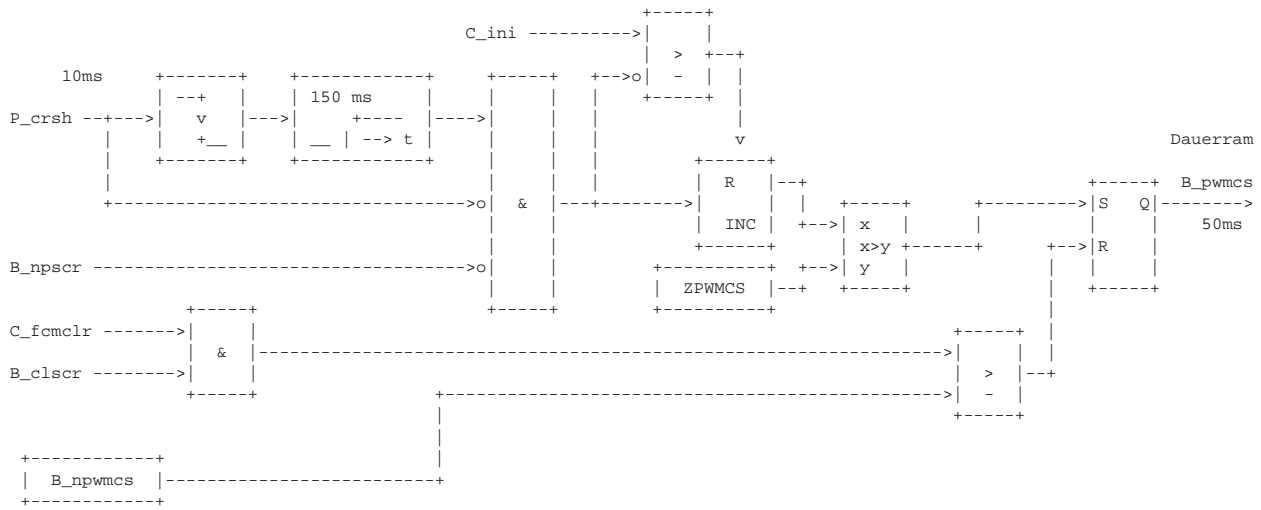 C_ini
>
-
10ms
150 ms
P_crsh
v
--> t
Dauerram
B_pwmcs
R
S Q
&
INC
x
x>y
y
50ms
R
B_npscr
ZPWMCS
C_fcmclr
&
B_clscr
>
-
B_npwmcs